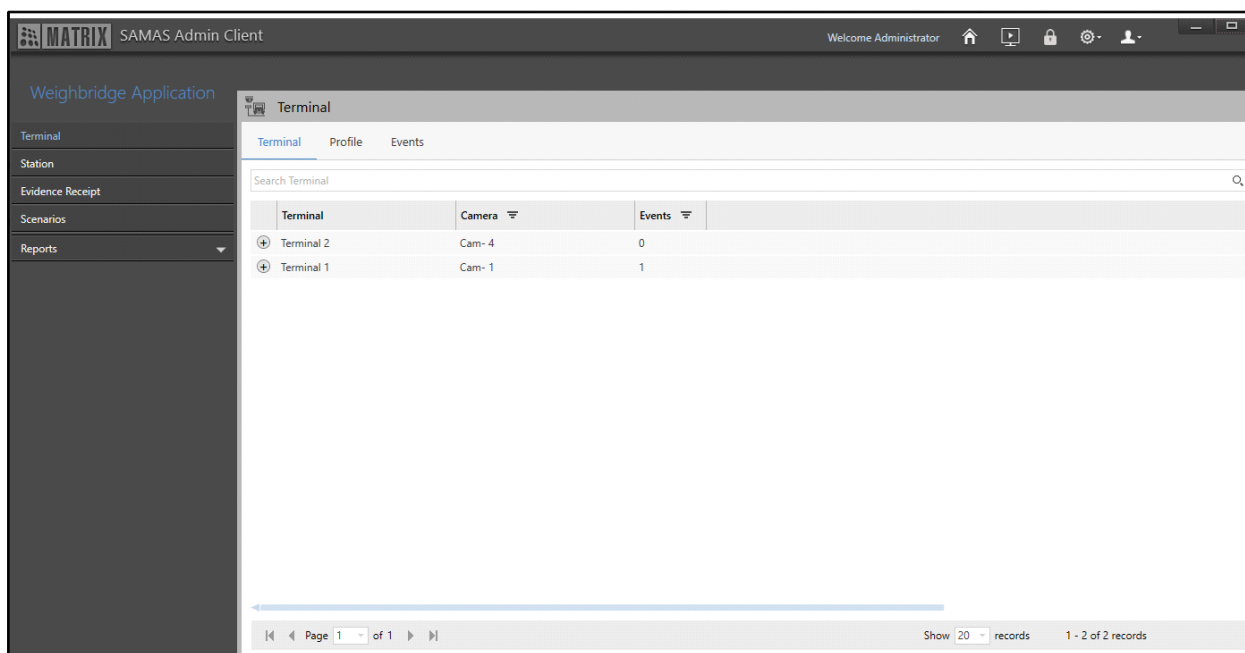 MATRIX SAMAS Admin Client
Welcome Administrator
Weighbridge Application
Terminal
Station
Evidence Receipt
Scenarios
Reports
Terminal
Terminal Profile Events
Search Terminal
Terminal Camera Events
Terminal 2 Cam- 4 0
Terminal 1 Cam- 1 1
Page 1 of 1 Show 20 records 1 - 2 of 2 records